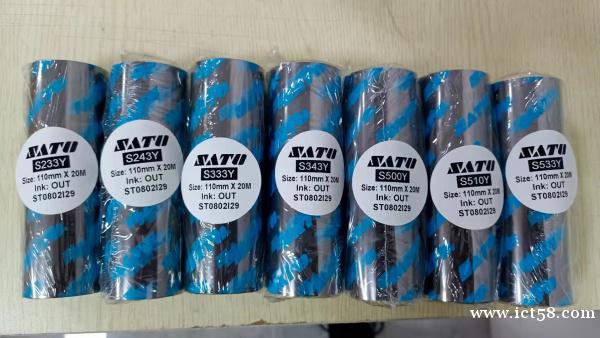 SATO
S233Y
Size: 110mm X 20M
Ink: OUT
ST0802I29
SATO
S243Y
Size: 110mm X 20M
Ink: OUT
ST0802I29
SATO
S333Y
Size: 110mm X 20M
Ink: OUT
ST0802I29
SATO
S343Y
Size: 110mm X 20M
Ink: OUT
ST0802I29
SATO
S500Y
Size: 110mm X 20M
Ink: OUT
ST0802I29
SATO
S510Y
Size: 110mm X 20M
Ink: OUT
ST0802I29
SATO
S533Y
Size: 110mm X 20M
Ink: OUT
ST0802I29
www.ict58.com